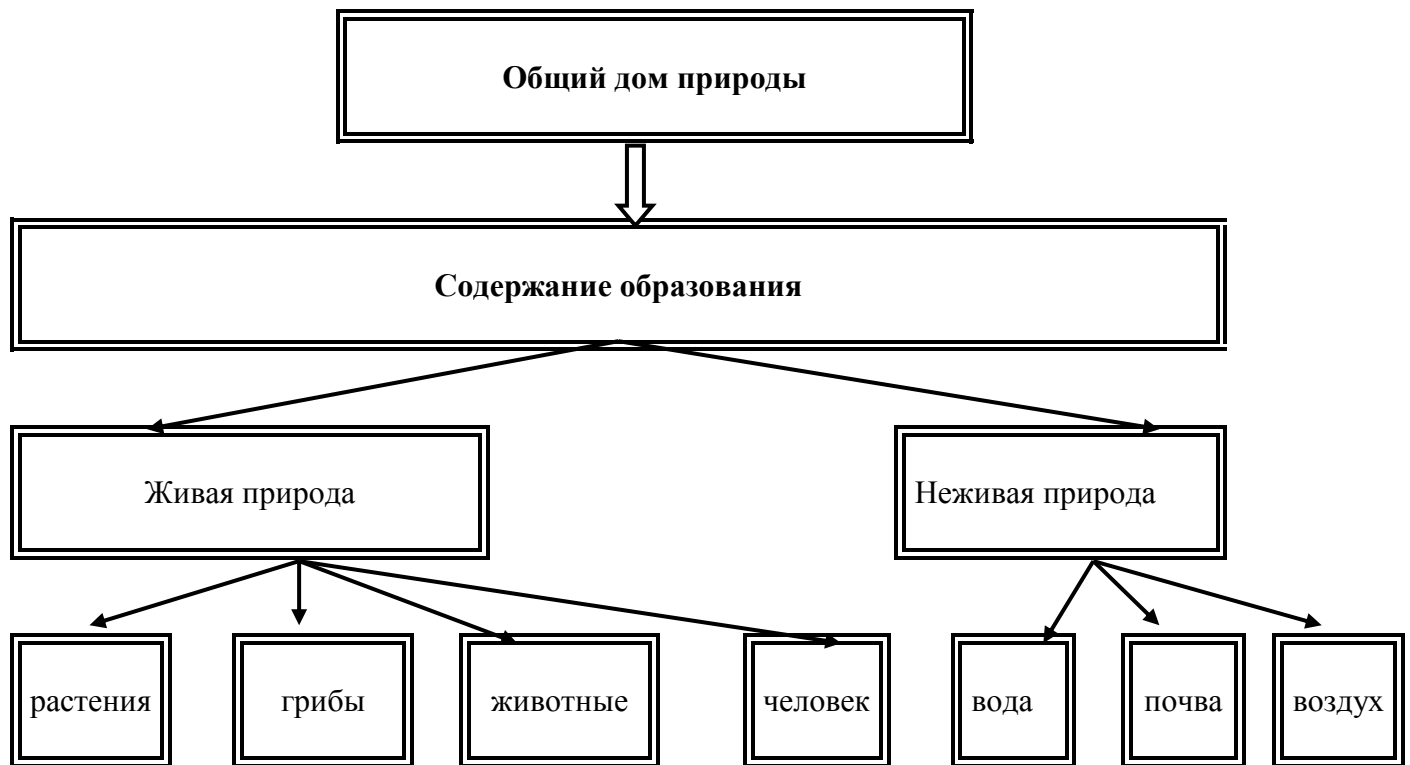 Общий дом природы
Содержание образования
Живая природа
Неживая природа
растения
грибы
животные
человек
вода
почва
воздух